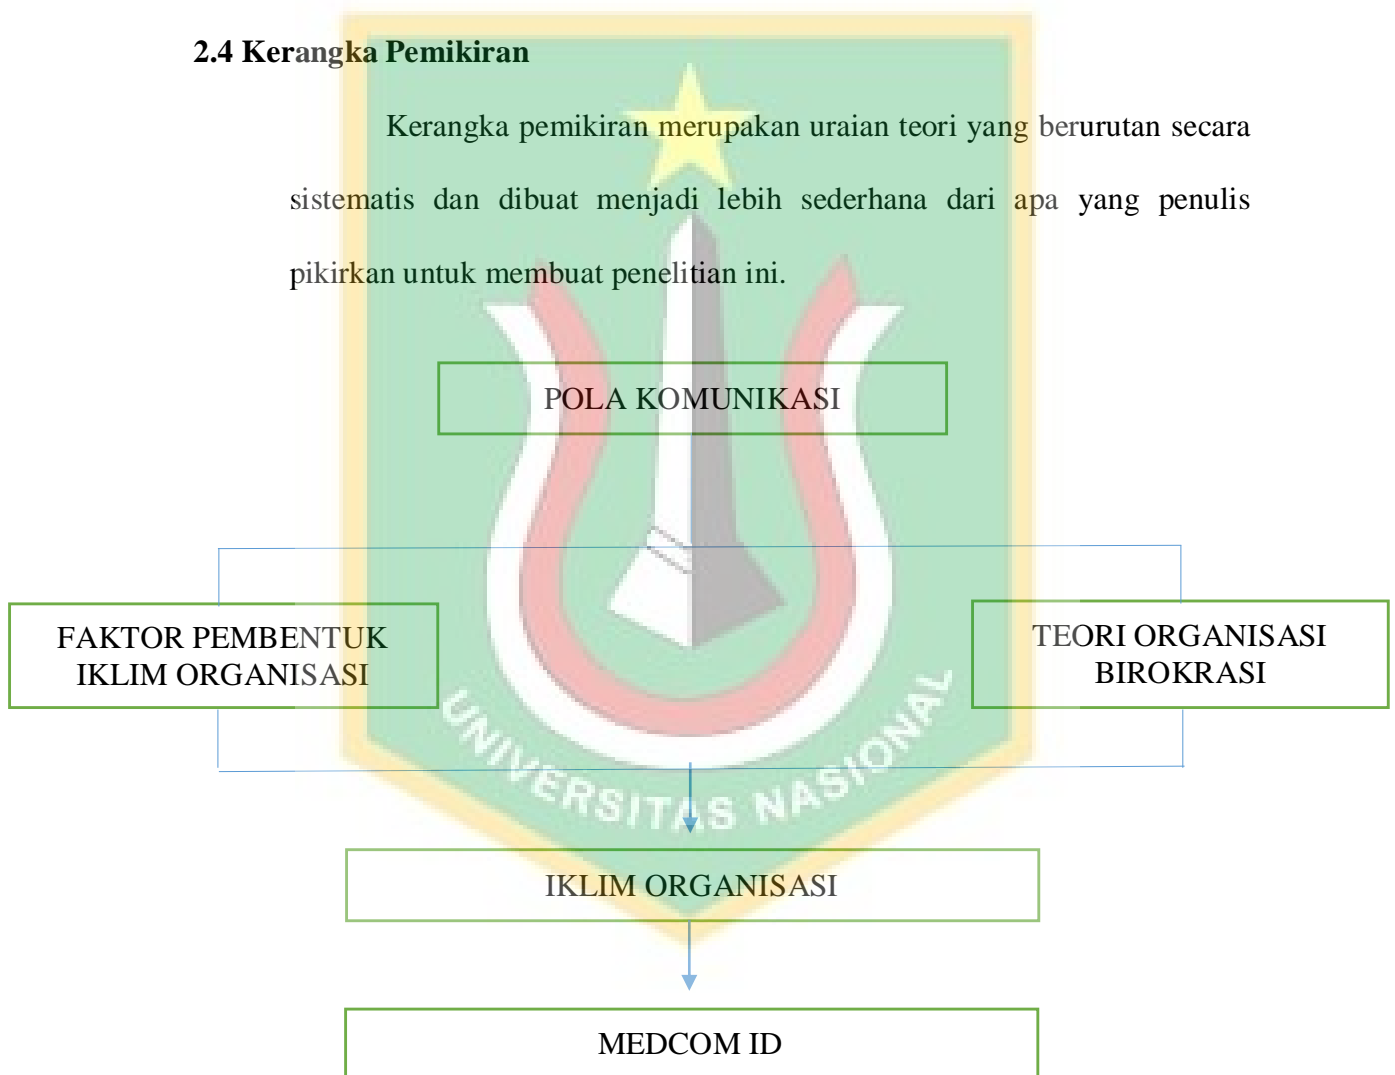 2.4 Kerangka Pemikiran
Kerangka pemikiran merupakan uraian teori yang berurutan secara
sistematis dan dibuat menjadi lebih sederhana dari apa yang penulis
pikirkan untuk membuat penelitian ini.
POLA KOMUNIKASI
FAKTOR PEMBENTUK
IKLIM ORGANISASI
TEORI ORGANISASI
BIROKRASI
UNIVERSITAS NASIONAL
IKLIM ORGANISASI
MEDCOM ID